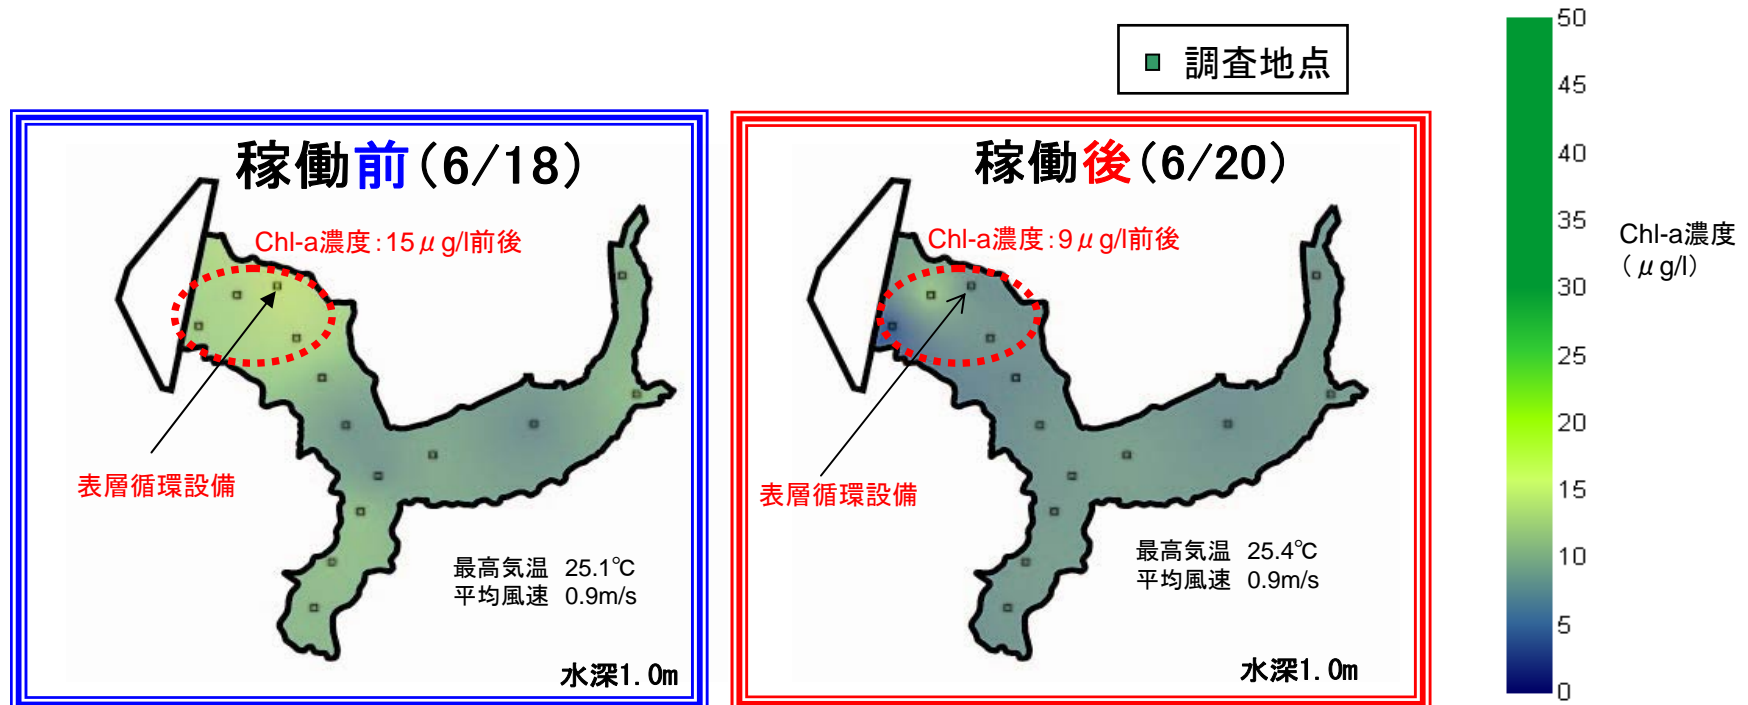 調査地点
稼働前(6/18)
Chl-a濃度:15μg/l前後
表層循環設備
最高気温 25.1℃
平均風速 0.9m/s
水深1.0m
稼働後(6/20)
Chl-a濃度:9μg/l前後
表層循環設備
最高気温 25.4℃
平均風速 0.9m/s
水深1.0m
50
45
40
35
30
25
20
15
10
5
0
Chl-a濃度
(μg/l)